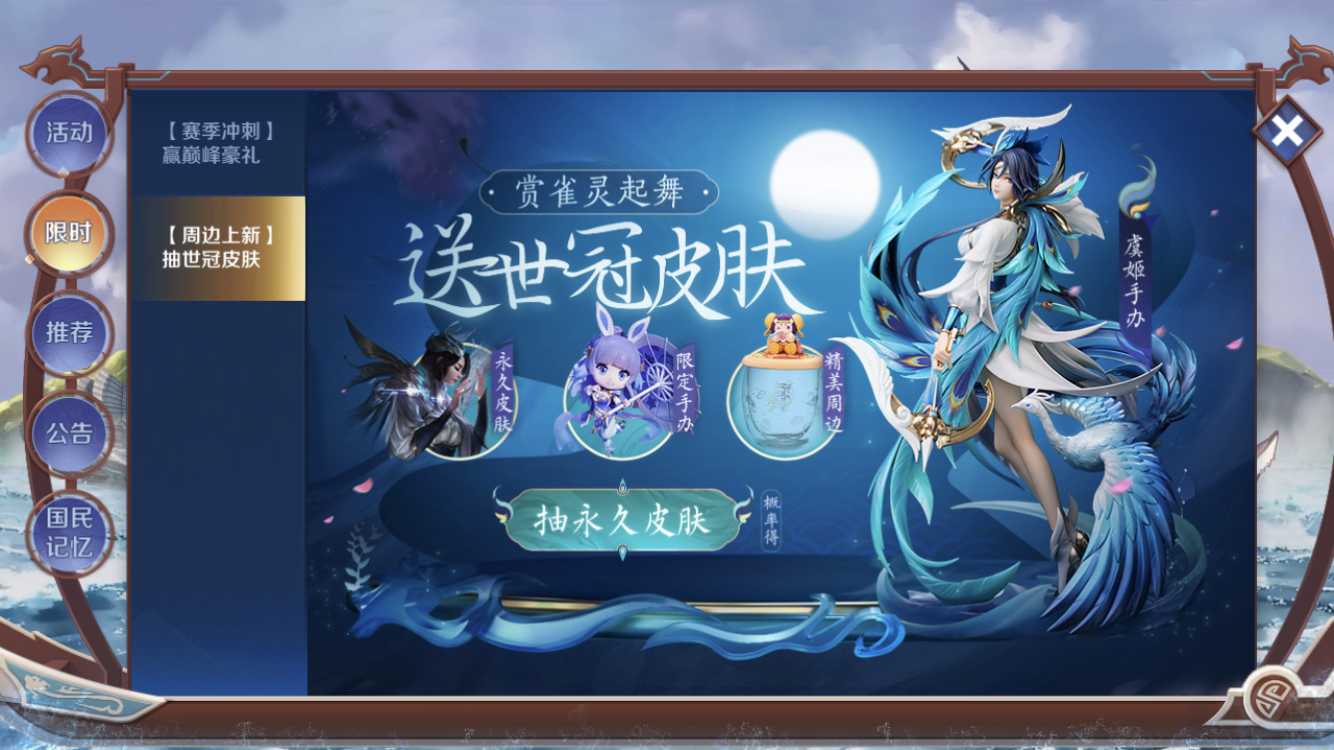 活动
限时
推荐
公告
国民
记忆
【赛季冲刺】
赢巅峰豪礼
【周边上新】
抽世冠皮肤
·赏雀灵起舞·
送世冠皮肤
永久皮肤
限定手办
精美周边
抽永久皮肤
概率得
虞姬手办